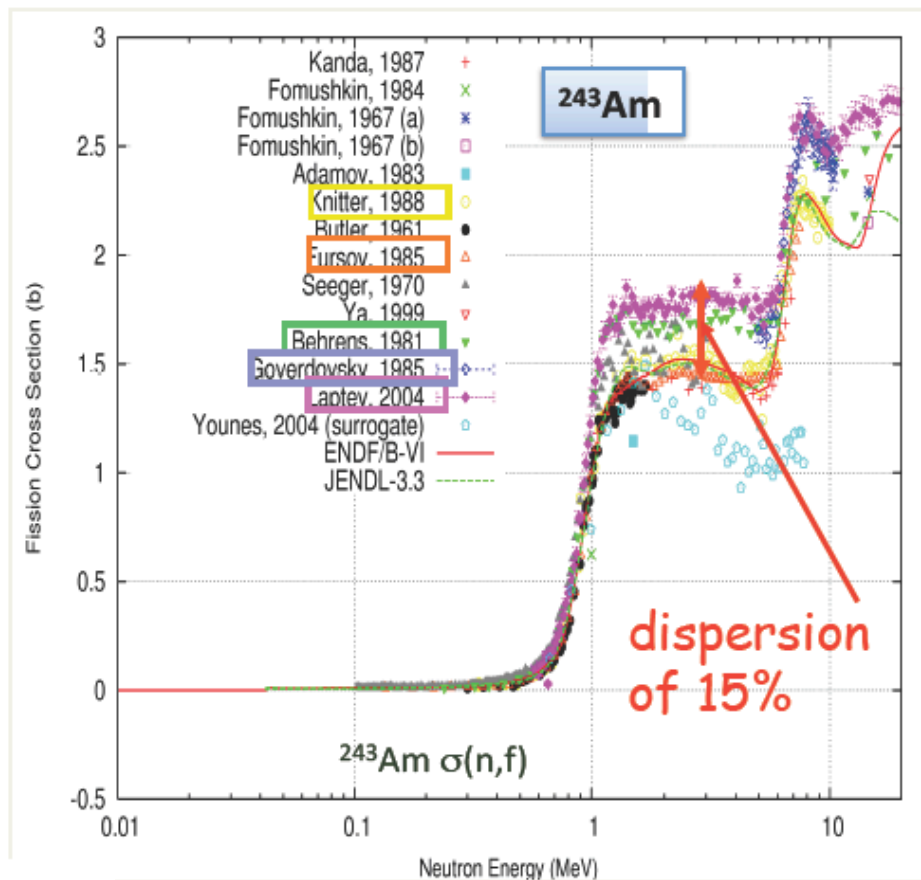 3
2.5
2
1.5
1
0.5
0
-0.5
0.01
0.1
1
10
Fission Cross Section (b)
Neutron Energy (MeV)
Kanda, 1987
Fomushkin, 1984
Fomushkin, 1967 (a)
Fomushkin, 1967 (b)
Adamov, 1983
Knitter, 1988
Butler, 1961
Fursov, 1985
Seeger, 1970
Ya, 1999
Behrens, 1981
Goverdovsky, 1985
Laptev, 2004
Younes, 2004 (surrogate)
ENDF/B-VI
JENDL-3.3
²⁴³Am
dispersion
of 15%
²⁴³Am σ(n,f)